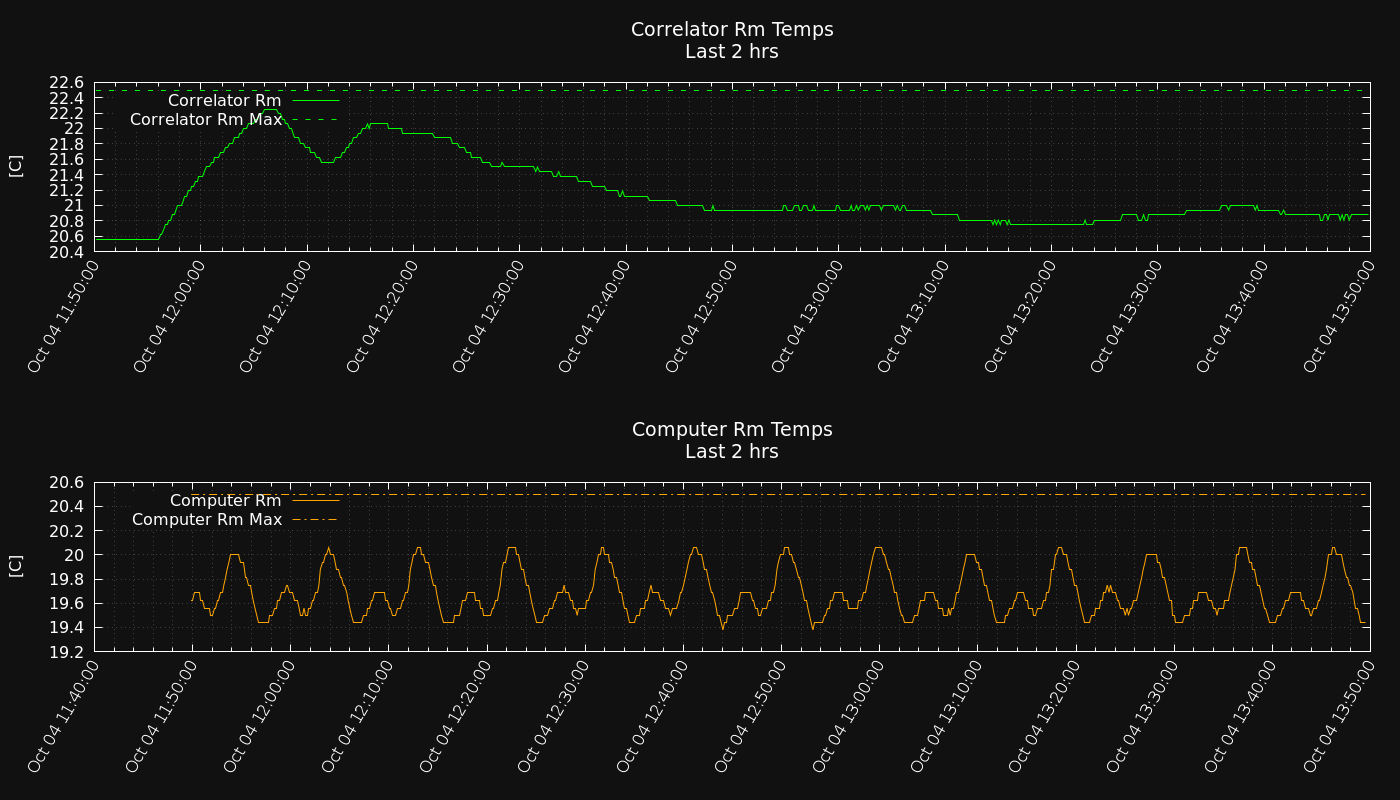 Correlator Rm Temps
Last 2 hrs
22.6
22.4
22.2
22
21.8
21.6
21.4
21.2
21
20.8
20.6
20.4
[C]
Correlator Rm
Correlator Rm Max
Oct 04 11:50:00
Oct 04 12:00:00
Oct 04 12:10:00
Oct 04 12:20:00
Oct 04 12:30:00
Oct 04 12:40:00
Oct 04 12:50:00
Oct 04 13:00:00
Oct 04 13:10:00
Oct 04 13:20:00
Oct 04 13:30:00
Oct 04 13:40:00
Oct 04 13:50:00
Computer Rm Temps
Last 2 hrs
20.6
20.4
20.2
20
19.8
19.6
19.4
19.2
[C]
Computer Rm
Computer Rm Max
Oct 04 11:40:00
Oct 04 11:50:00
Oct 04 12:00:00
Oct 04 12:10:00
Oct 04 12:20:00
Oct 04 12:30:00
Oct 04 12:40:00
Oct 04 12:50:00
Oct 04 13:00:00
Oct 04 13:10:00
Oct 04 13:20:00
Oct 04 13:30:00
Oct 04 13:40:00
Oct 04 13:50:00